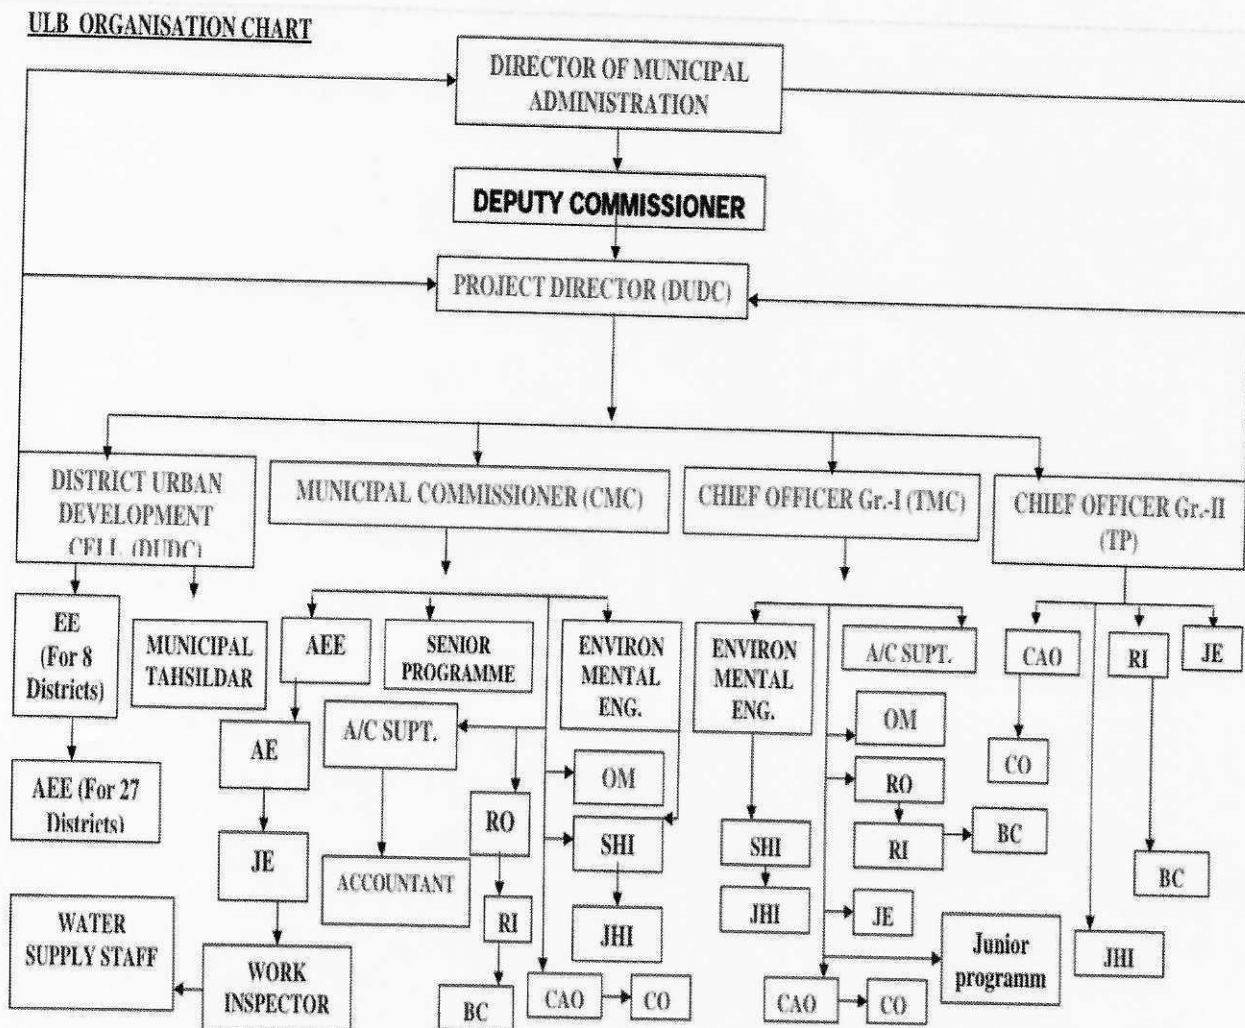 ULB ORGANISATION CHART
DIRECTOR OF MUNICIPAL
ADMINISTRATION
DEPUTY COMMISSIONER
PROJECT DIRECTOR (DUDC)
DISTRICT URBAN
DEVELOPMENT
CELL (DUDC)
MUNICIPAL COMMISSIONER (CMC)
CHIEF OFFICER Gr.-I (TMC)
CHIEF OFFICER Gr.-II
(TP)
EE
(For 8
Districts)
MUNICIPAL
TAHSILDAR
AEE
SENIOR
PROGRAMME
ENVIRON
MENTAL
ENG.
ENVIRON
MENTAL
ENG.
A/C SUPT.
CAO
RI
JE
AEE (For 27
Districts)
AE
A/C SUPT.
OM
OM
CO
RO
SHI
SHI
RO
RI
BC
JE
ACCOUNTANT
BC
WATER
SUPPLY STAFF
WORK
INSPECTOR
RI
JHI
JHI
JE
Junior
programm
JHI
BC
CAO
CO
CAO
CO